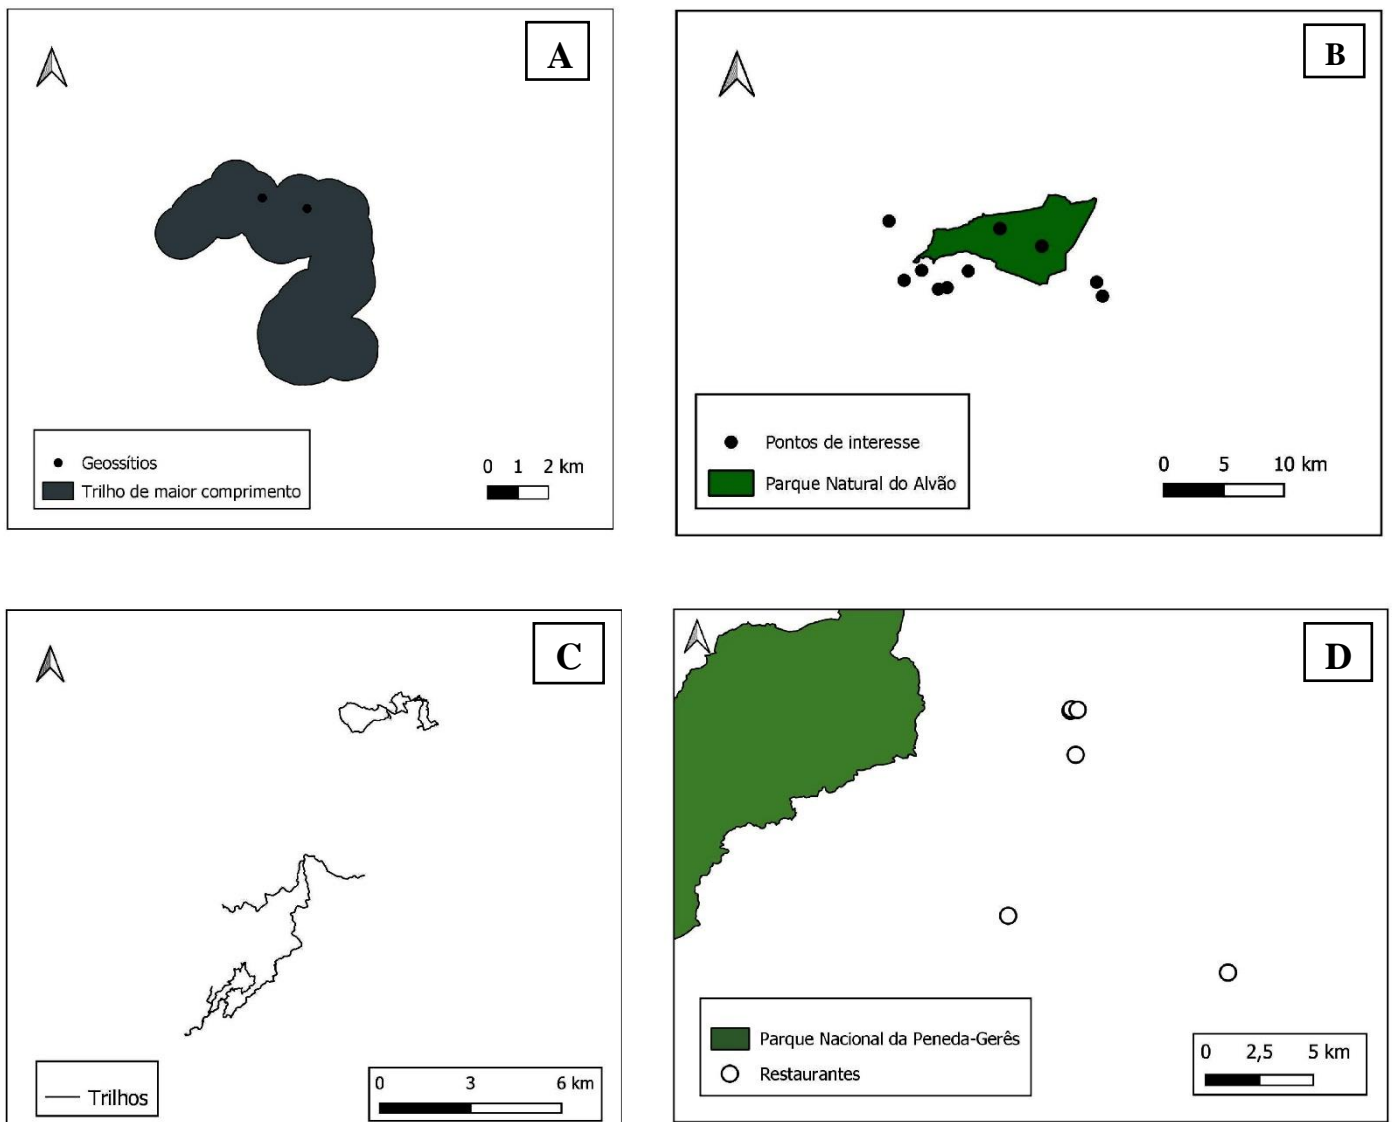 A
Geossítios
Trilho de maior comprimento
0 1 2 km
B
Pontos de interesse
Parque Natural do Alvão
0 5 10 km
C
Trilhos
0 3 6 km
D
Parque Nacional da Peneda-Gerês
Restaurantes
0 2,5 5 km